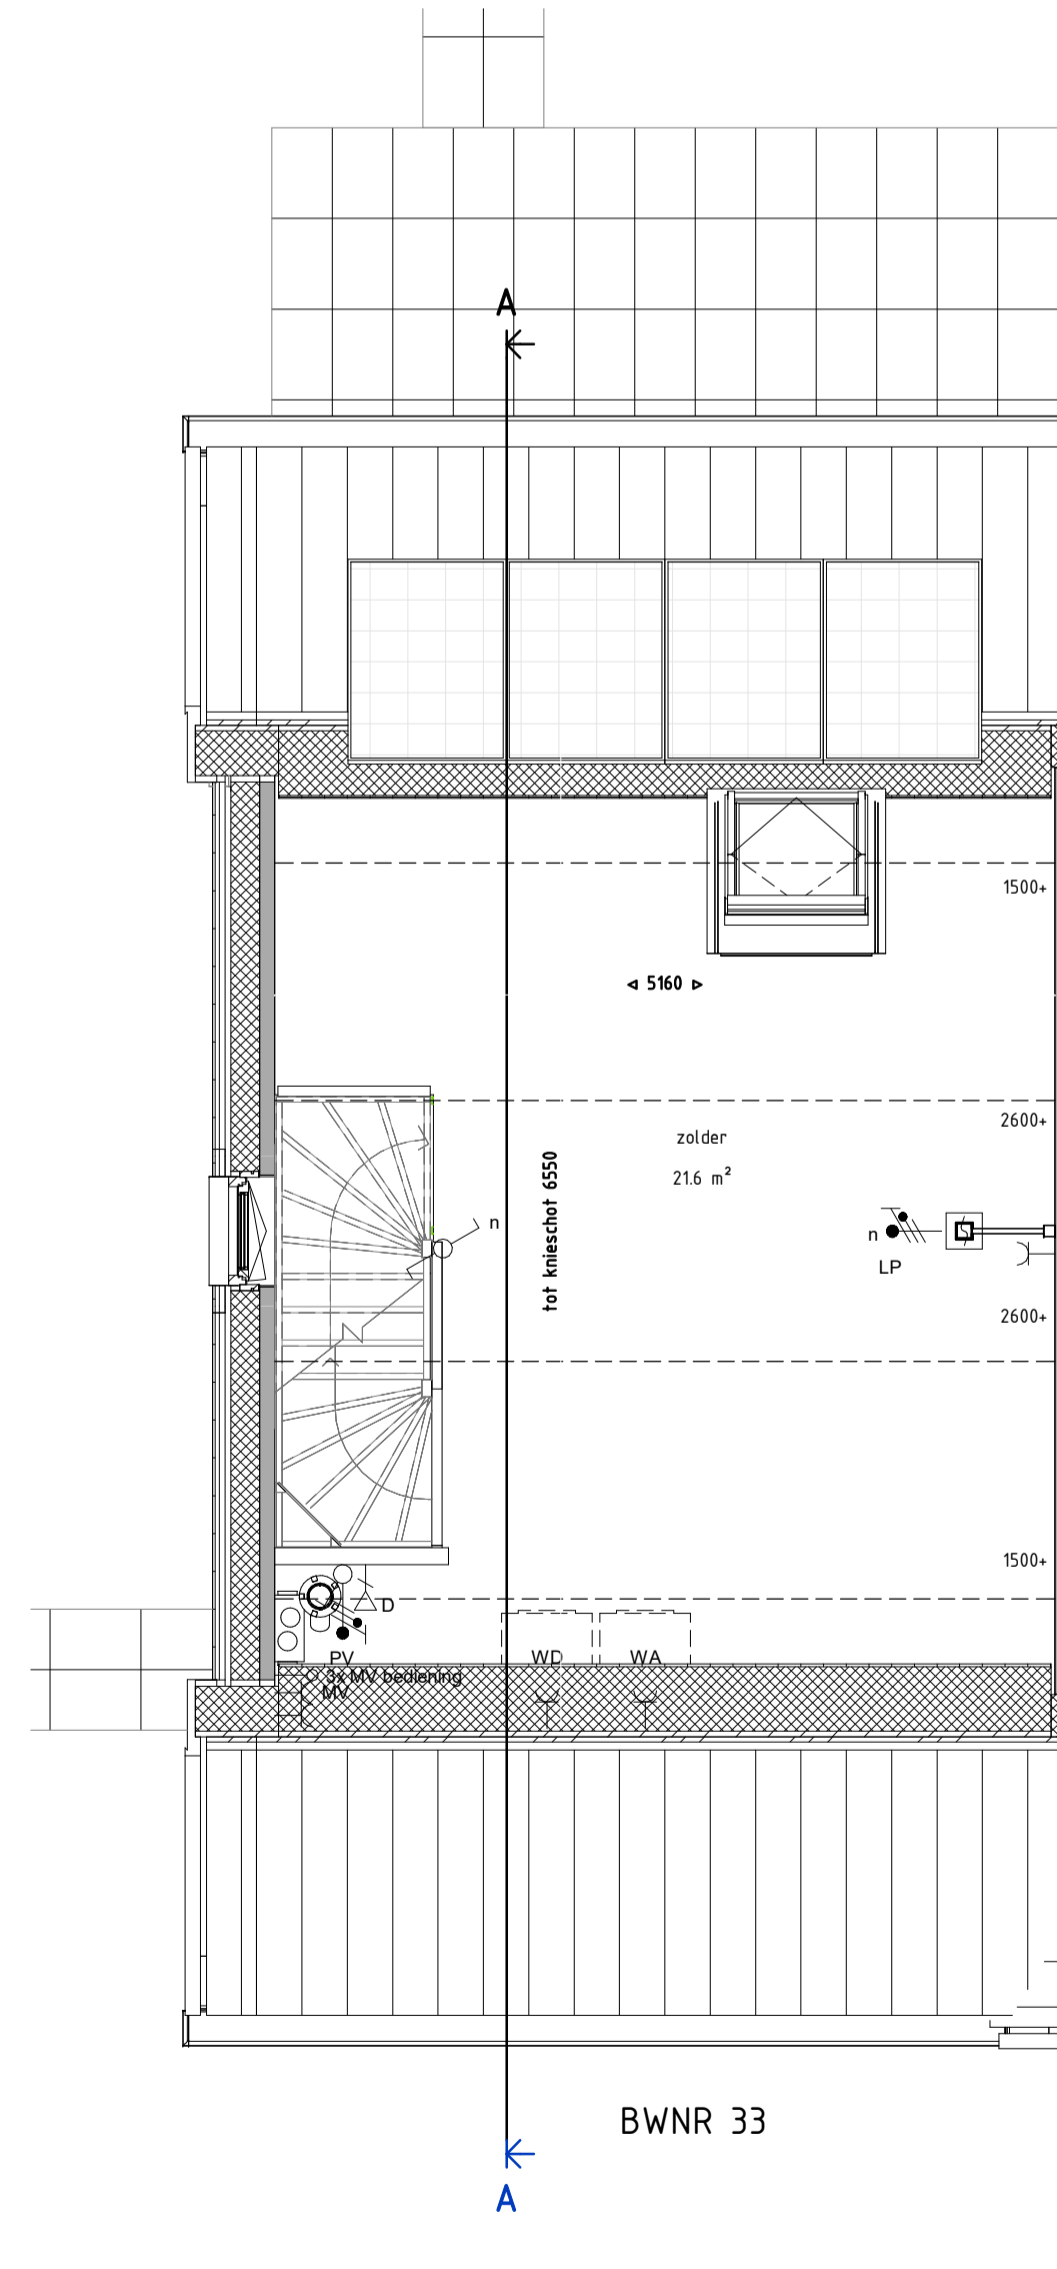 A
1500+
5160
2600+
zolder
21.6 m²
tot knieschot 6550
n
n
LP
2600+
1500+
D
PV
WD
WA
3x MV bediening
MV
BWNR 33
A